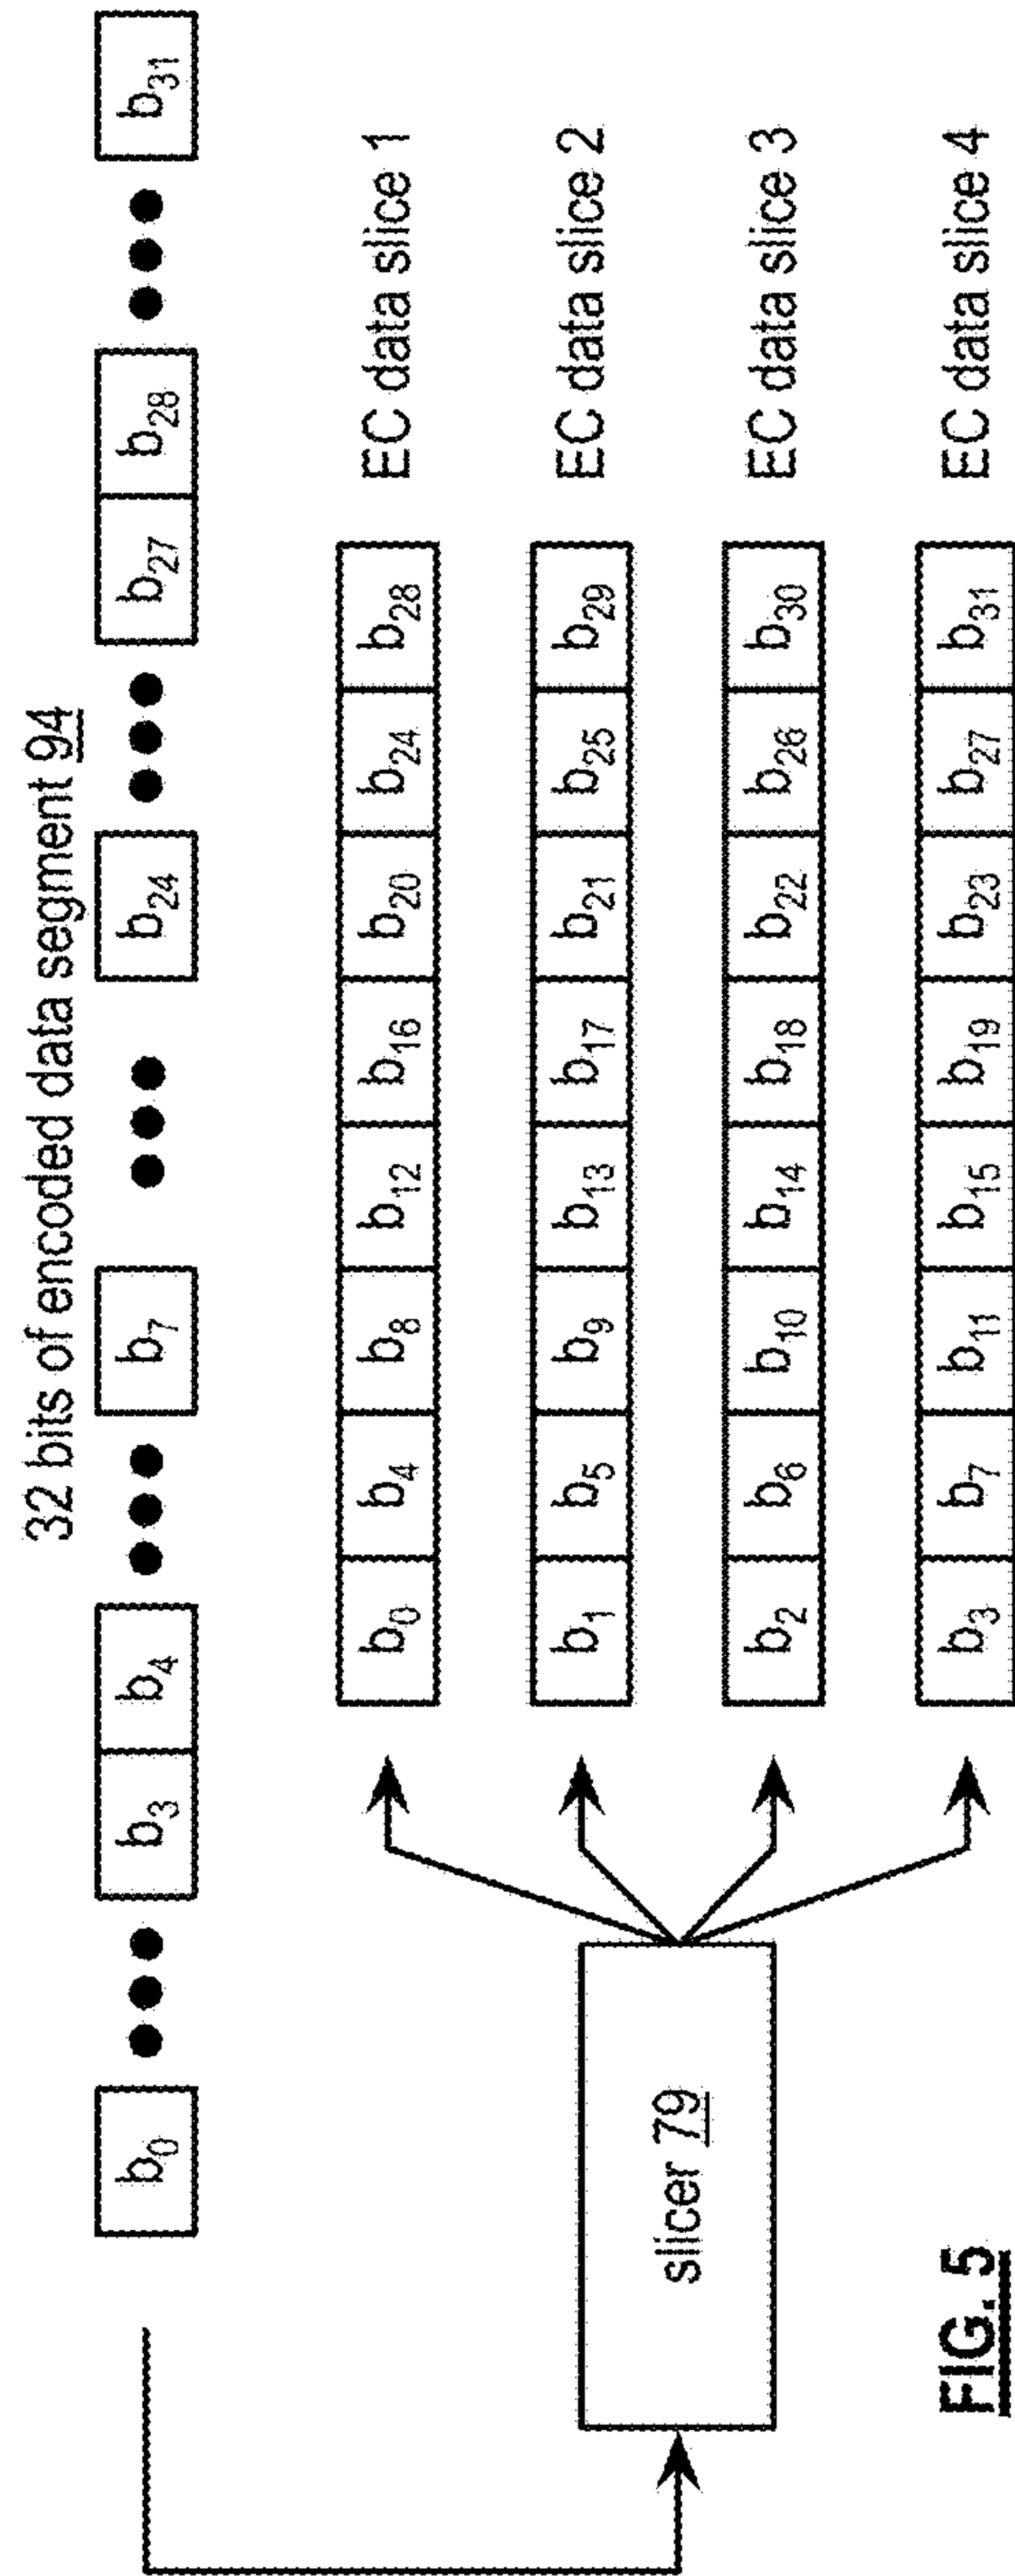 32 bits of encoded data segment 94
b0 ●●● b3 b4 ●●● b7 ●●● b24 ●●● b27 b28 ●●● b31
b0 b4 b8 b12 b16 b20 b24 b28 EC data slice 1
b1 b5 b9 b13 b17 b21 b25 b29 EC data slice 2
slicer 79
b2 b6 b10 b14 b18 b22 b26 b30 EC data slice 3
b3 b7 b11 b15 b19 b23 b27 b31 EC data slice 4
FIG. 5